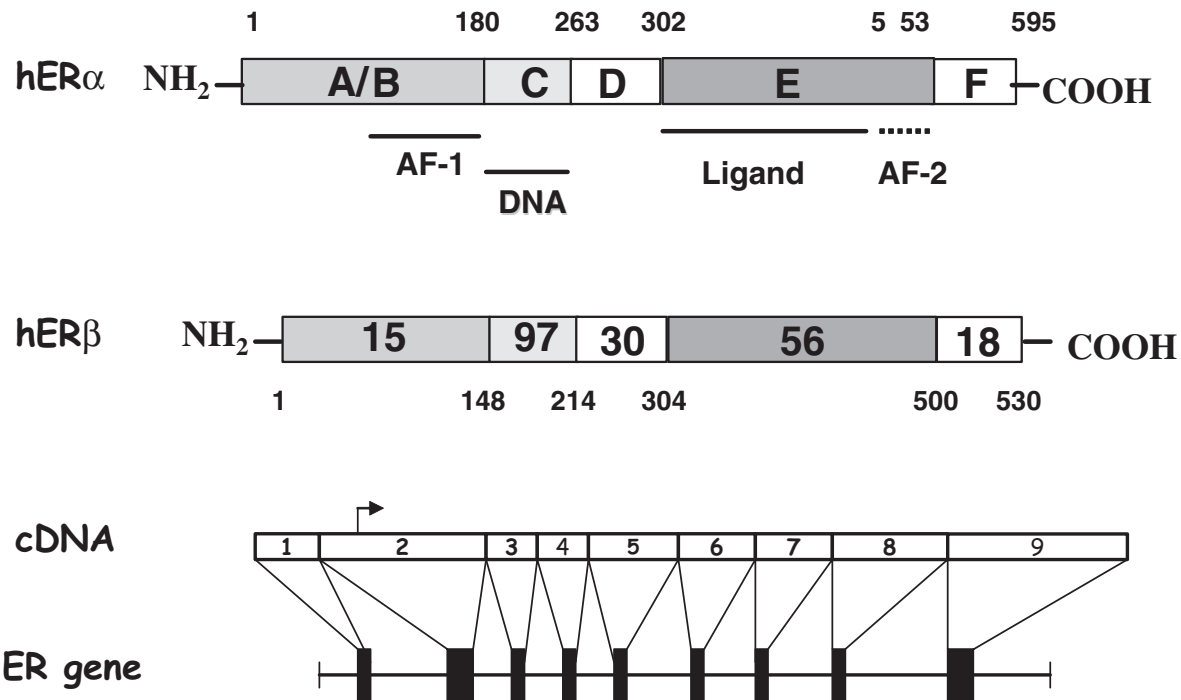 1 180 263 302 5 53 595
hERα NH₂ A/B C D E F COOH
AF-1 Ligand AF-2
DNA
hERβ NH₂ 15 97 30 56 18 COOH
1 148 214 304 500 530
cDNA 1 2 3 4 5 6 7 8 9
ER gene